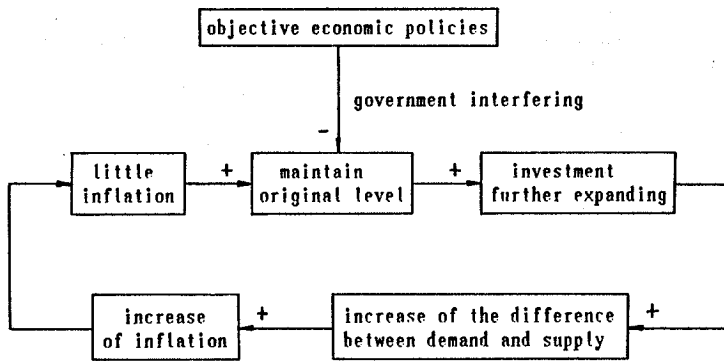 objective economic policies
government interfering
-
little
inflation
+
maintain
original level
+
investment
further expanding
increase
of inflation
+
increase of the difference
between demand and supply
+